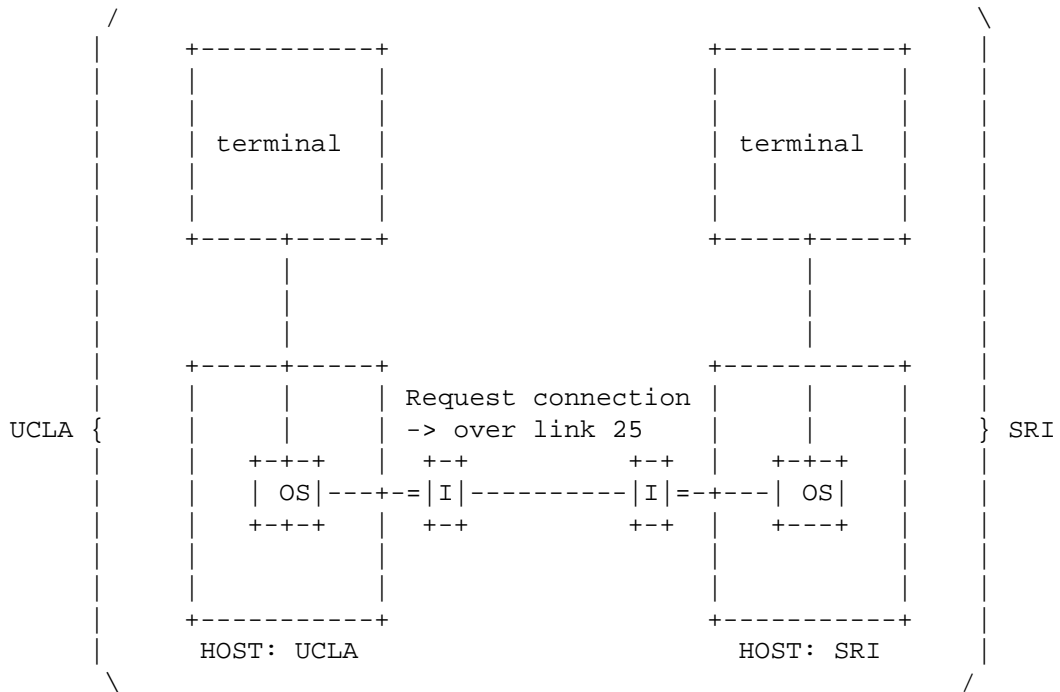 terminal terminal
Request connection
UCLA -> over link 25 SRI
OS I I OS
HOST: UCLA HOST: SRI